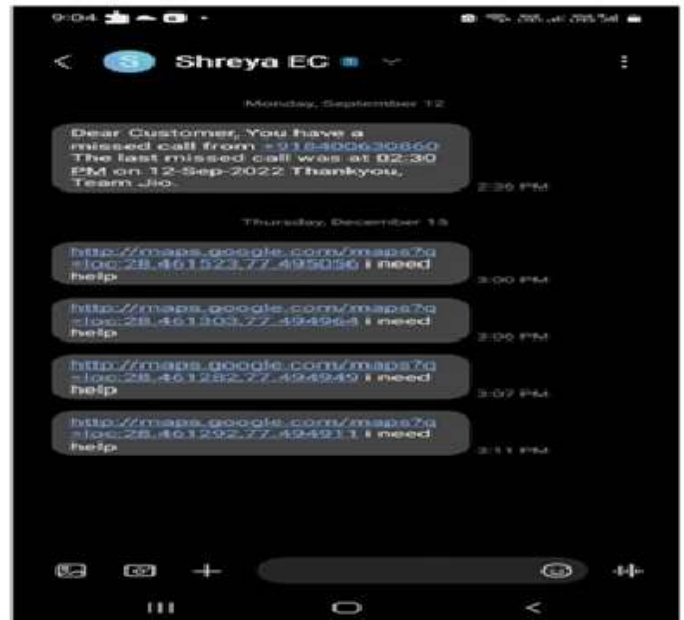 9:04
Shreya EC
Monday, September 12
Dear Customer, You have a
missed call from +918400630860
The last missed call was at 02:30
PM on 12-Sep-2022 Thankyou,
Team Jio.
2:36 PM
Thursday, December 15
http://maps.google.com/maps?q
=loc:28.461523,77.495056 i need
help
3:00 PM
http://maps.google.com/maps?q
=loc:28.461303,77.494964 i need
help
3:06 PM
http://maps.google.com/maps?q
=loc:28.461282,77.494949 i need
help
3:07 PM
http://maps.google.com/maps?q
=loc:28.461292,77.494911 i need
help
3:11 PM